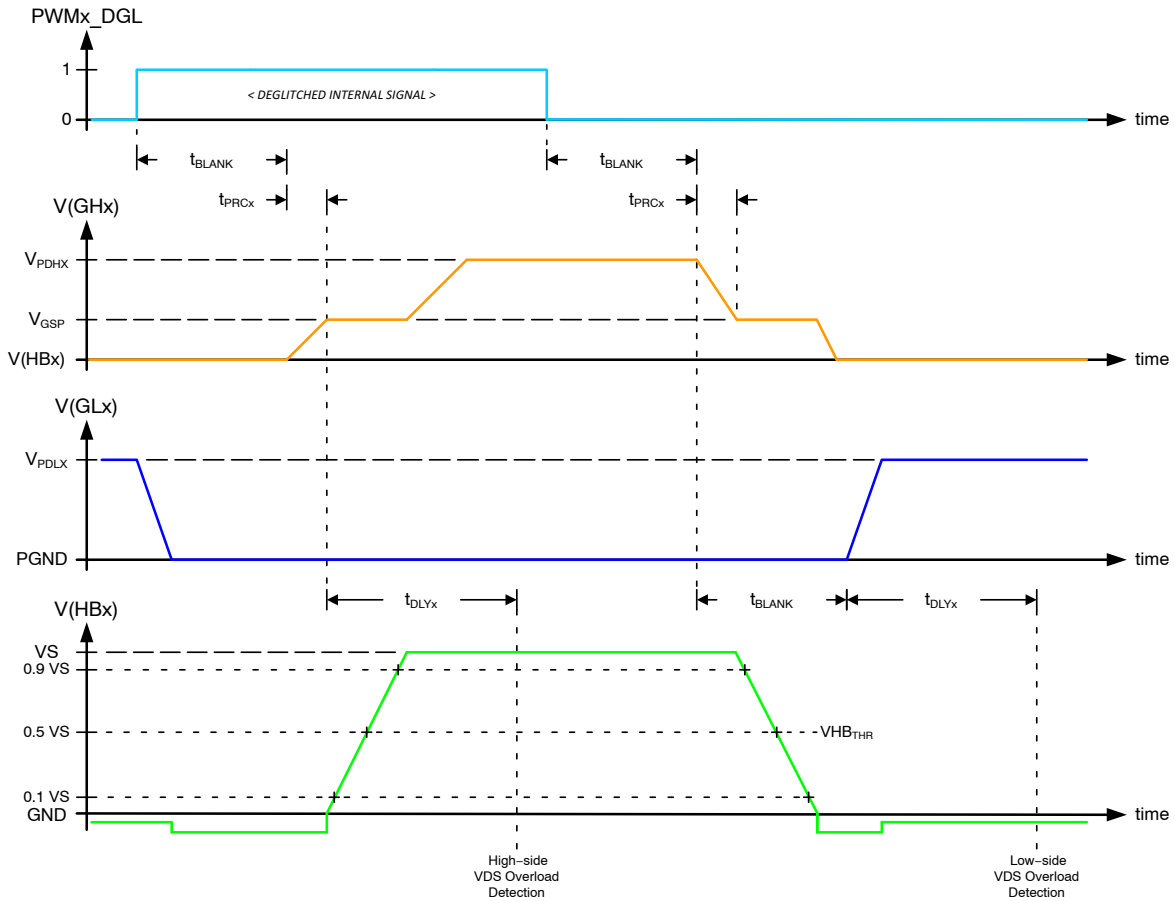 PWMx_DGL
1
< DEGLITCHED INTERNAL SIGNAL >
0
time
tBLANK
tBLANK
tPRCx
tPRCx
V(GHx)
VPDHX
VGSP
V(HBx)
time
V(GLx)
VPDLX
PGND
time
tDLYx
tBLANK
tDLYx
V(HBx)
VS
0.9 VS
0.5 VS
VHBTHR
0.1 VS
GND
time
High−side
VDS Overload
Detection
Low−side
VDS Overload
Detection